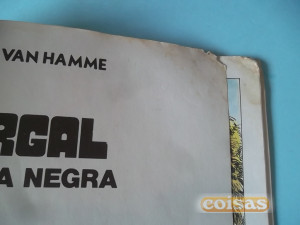 VAN HAMME
RGAL
A NEGRA
coisas